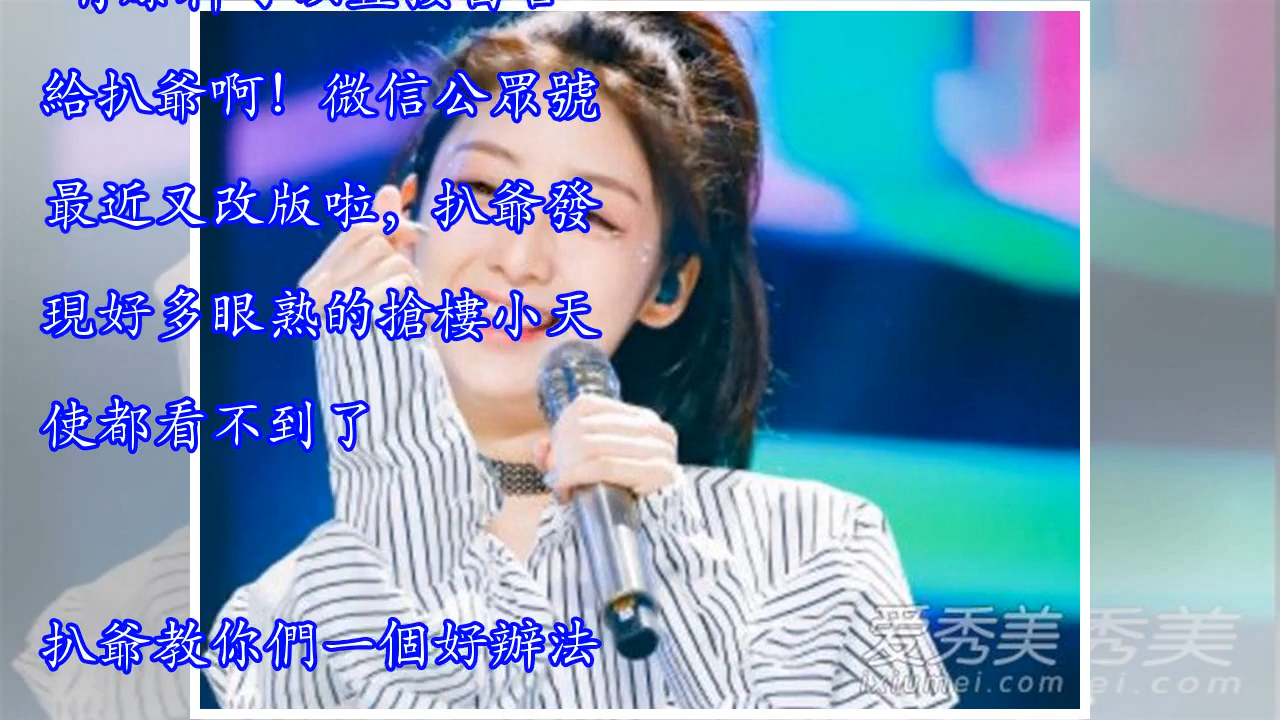 給扒爺啊！微信公眾號
最近又改版啦，扒爺發
現好多眼熟的搶樓小天
使都看不到了
扒爺教你們一個好辦法
爱秀美 秀美
ixiumei.com ei.com